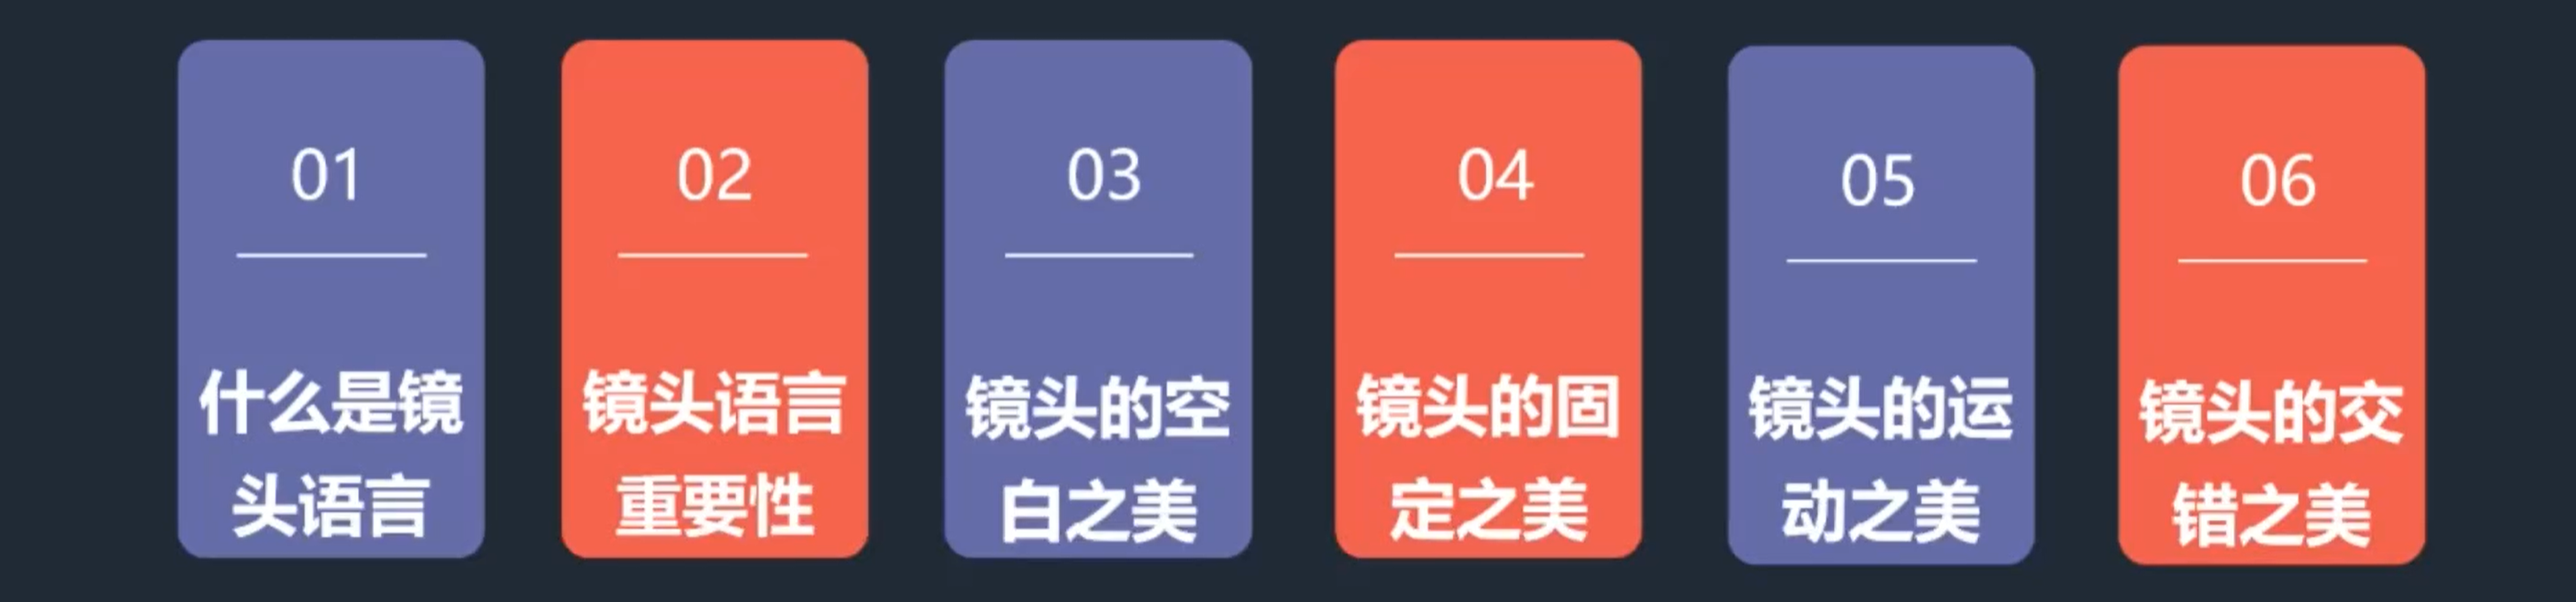 01
什么是镜
头语言
02
镜头语言
重要性
03
镜头的空
白之美
04
镜头的固
定之美
05
镜头的运
动之美
06
镜头的交
错之美